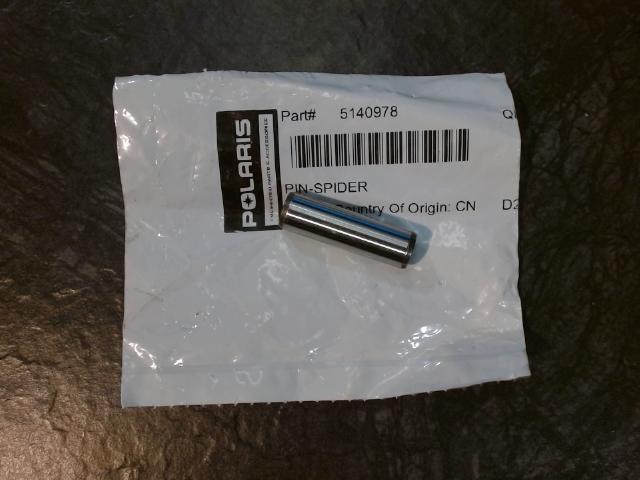 Part# 5140978
POLARIS
PIN-SPIDER
Country Of Origin: CN